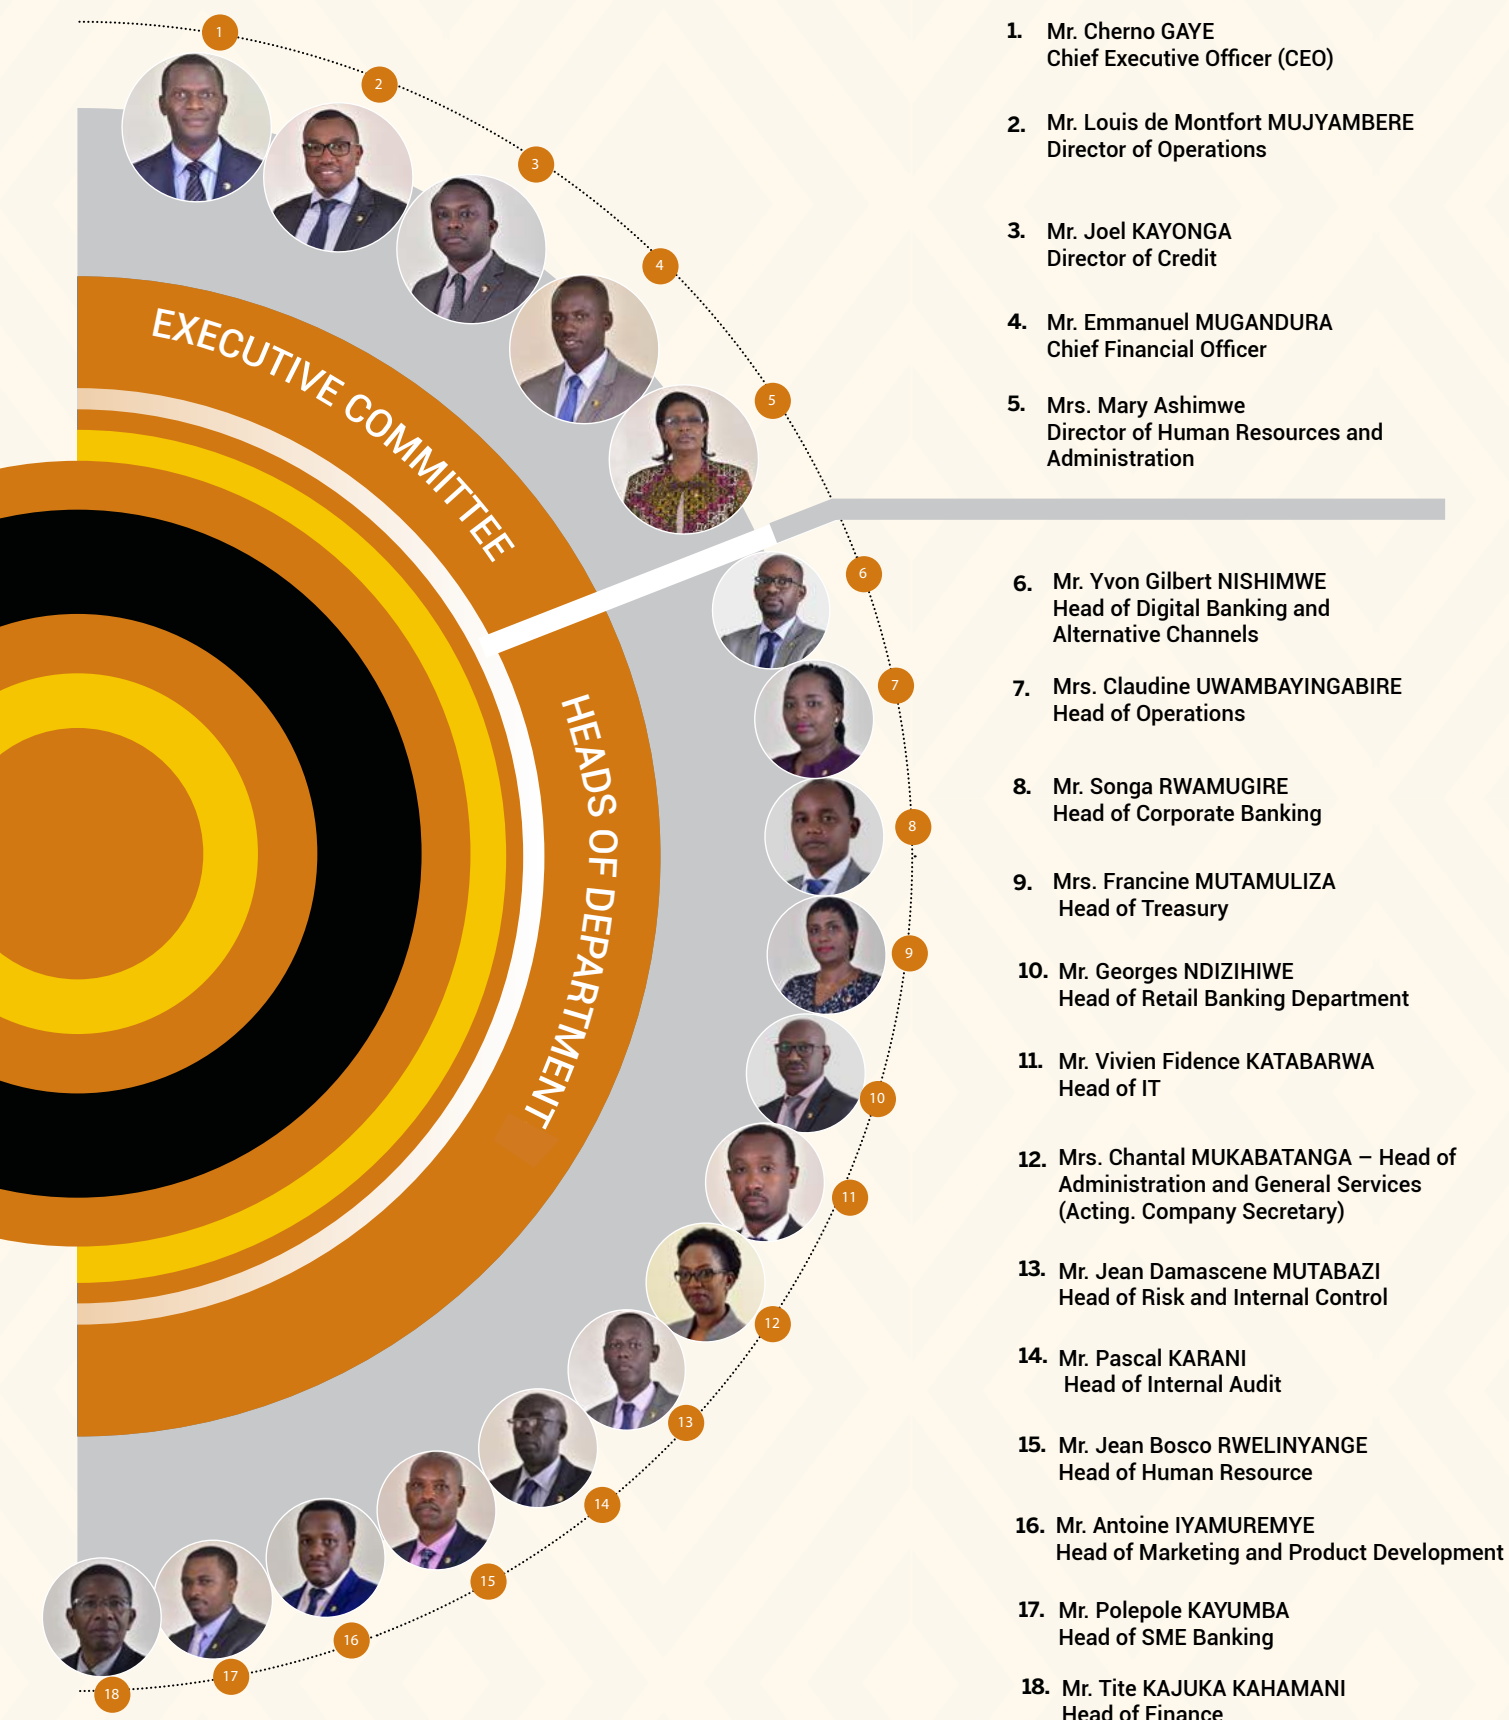 1
2
3
4
5
6
7
8
9
10
11
12
13
14
15
16
17
18
EXECUTIVE COMMITTEE
HEADS OF DEPARTMENT
1. Mr. Cherno GAYE
Chief Executive Officer (CEO)
2. Mr. Louis de Montfort MUJYAMBERE
Director of Operations
3. Mr. Joel KAYONGA
Director of Credit
4. Mr. Emmanuel MUGANDURA
Chief Financial Officer
5. Mrs. Mary Ashimwe
Director of Human Resources and
Administration
6. Mr. Yvon Gilbert NISHIMWE
Head of Digital Banking and
Alternative Channels
7. Mrs. Claudine UWAMBAYINGABIRE
Head of Operations
8. Mr. Songa RWAMUGIRE
Head of Corporate Banking
9. Mrs. Francine MUTAMULIZA
Head of Treasury
10. Mr. Georges NDIZIHIWE
Head of Retail Banking Department
11. Mr. Vivien Fidence KATABARWA
Head of IT
12. Mrs. Chantal MUKABATANGA – Head of
Administration and General Services
(Acting. Company Secretary)
13. Mr. Jean Damascene MUTABAZI
Head of Risk and Internal Control
14. Mr. Pascal KARANI
Head of Internal Audit
15. Mr. Jean Bosco RWELINYANGE
Head of Human Resource
16. Mr. Antoine IYAMUREMYE
Head of Marketing and Product Development
17. Mr. Polepole KAYUMBA
Head of SME Banking
18. Mr. Tite KAJUKA KAHAMANI
Head of Finance